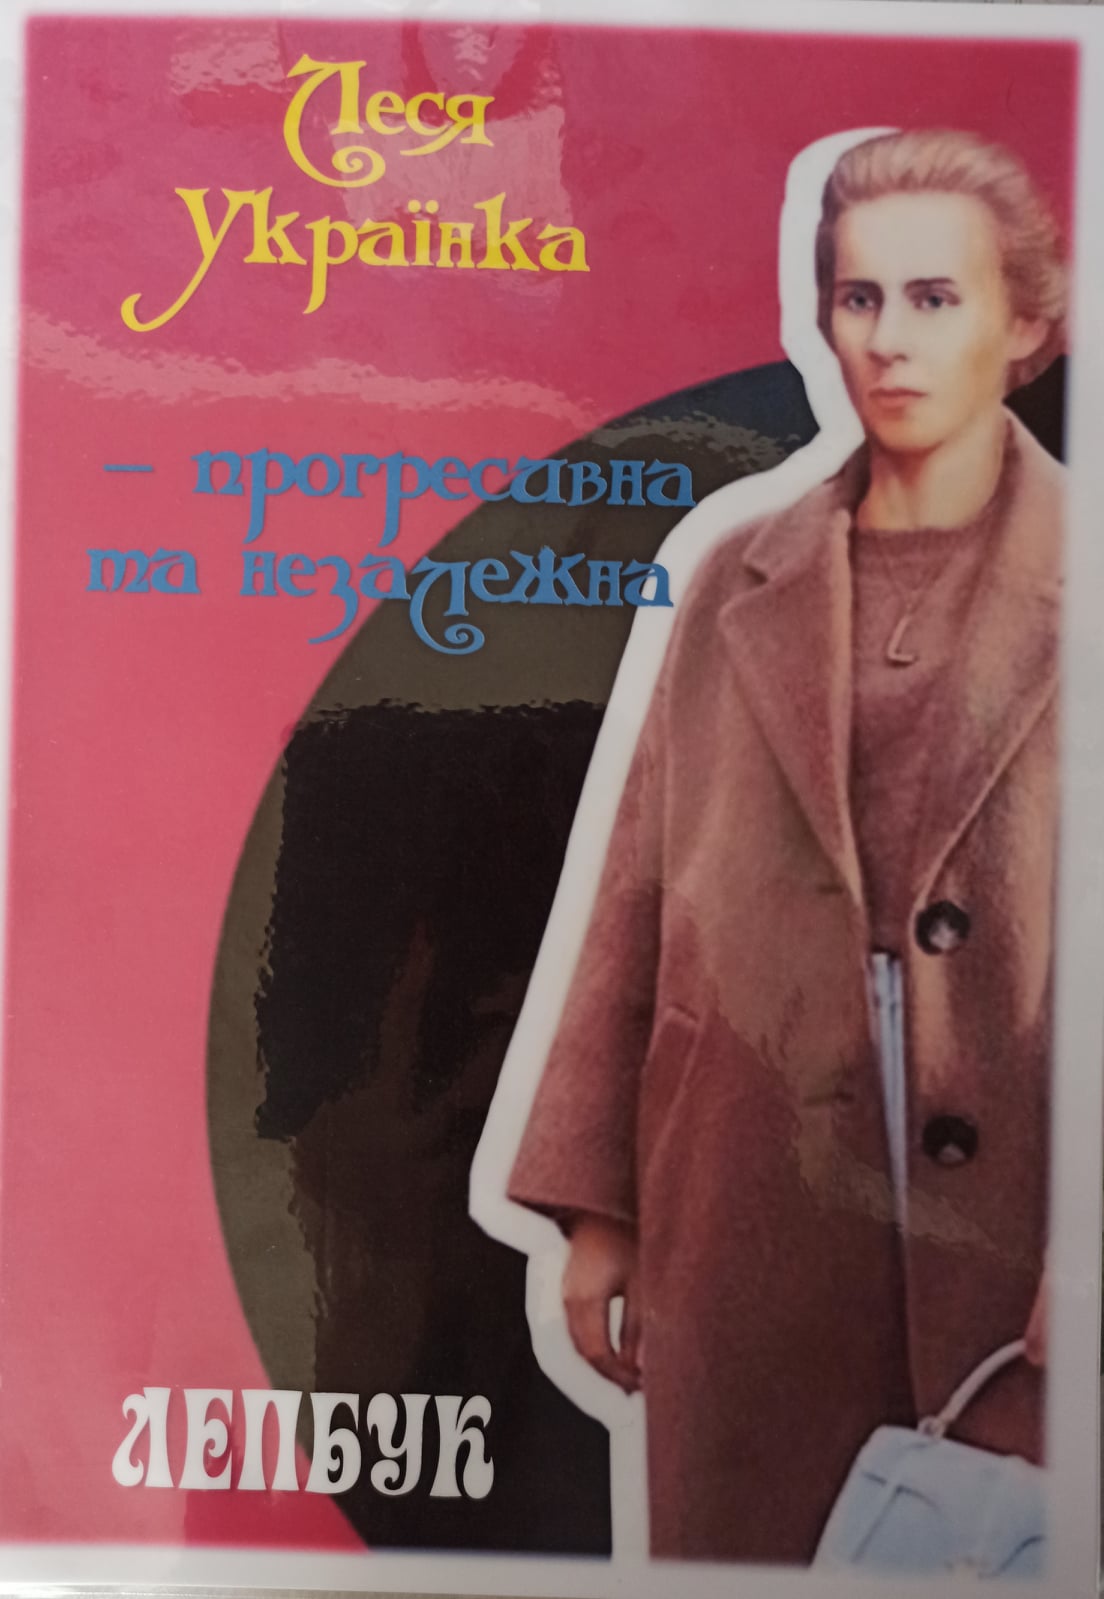 Леся
Українка
– прогресивна
та незалежна
ЛЕПБУК